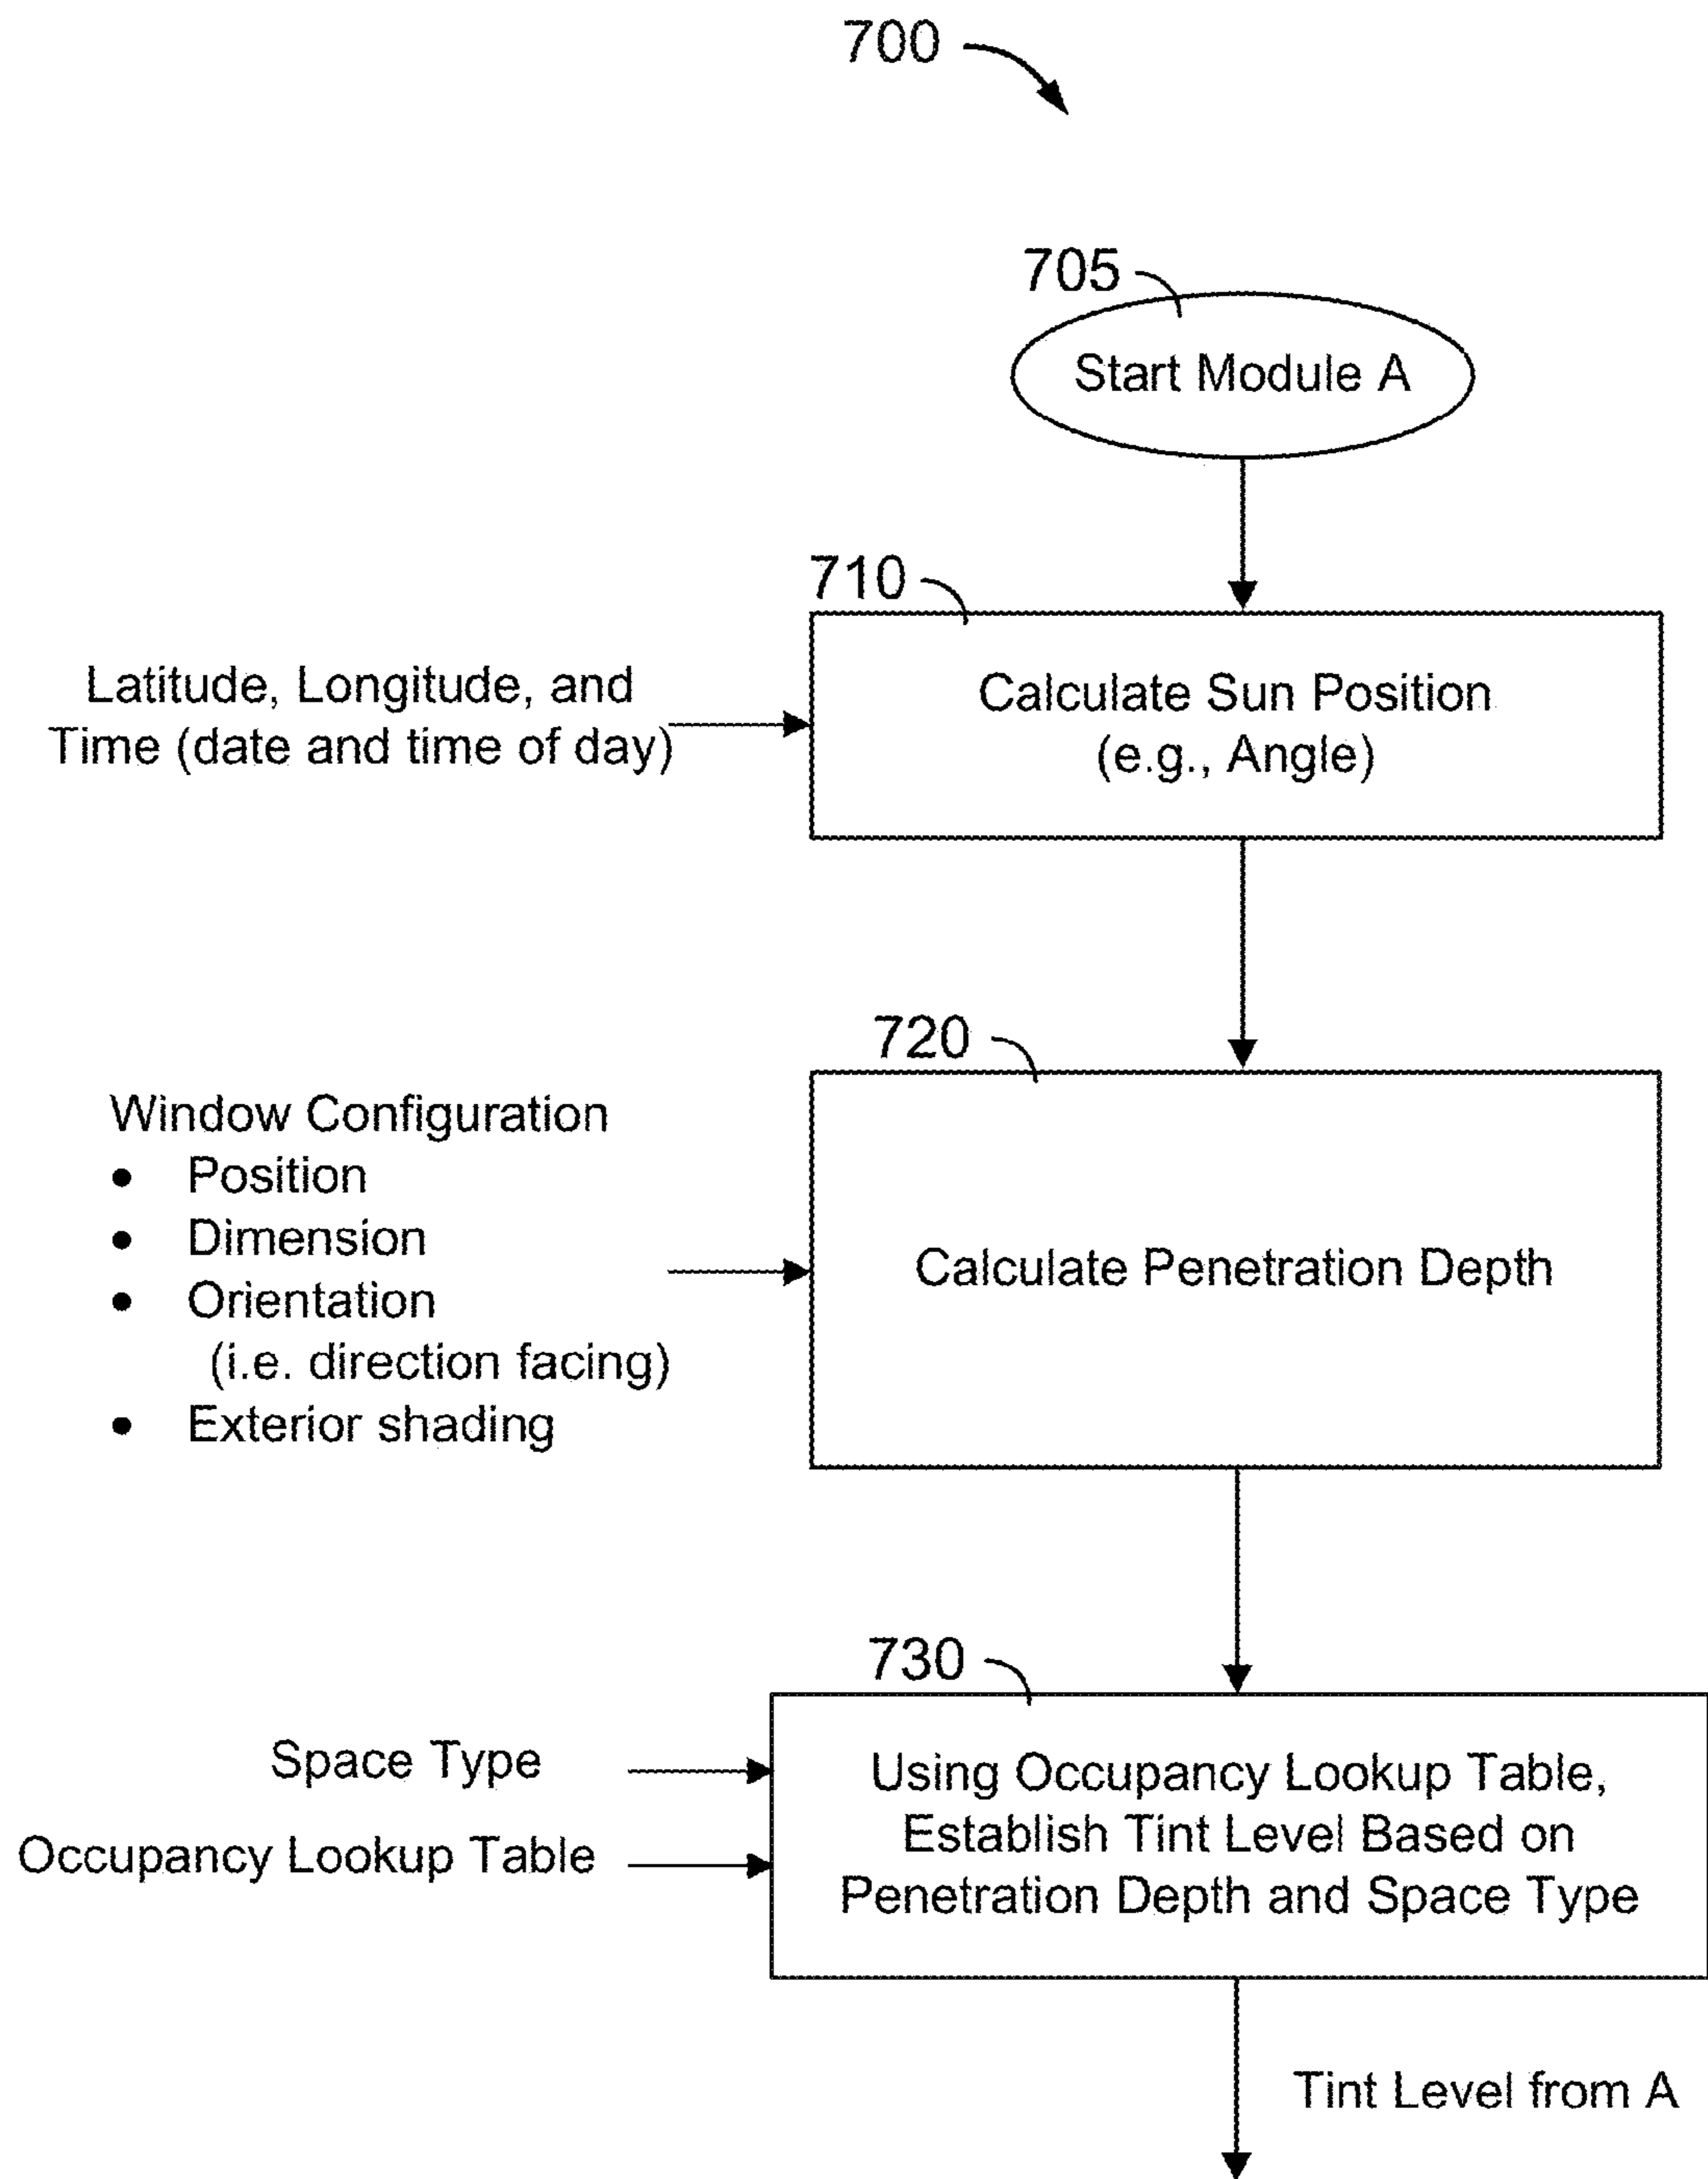 700
705
Start Module A
710
Latitude, Longitude, and
Time (date and time of day)
Calculate Sun Position
(e.g., Angle)
720
Window Configuration
• Position
• Dimension
• Orientation
(i.e. direction facing)
• Exterior shading
Calculate Penetration Depth
730
Space Type
Occupancy Lookup Table
Using Occupancy Lookup Table,
Establish Tint Level Based on
Penetration Depth and Space Type
Tint Level from A